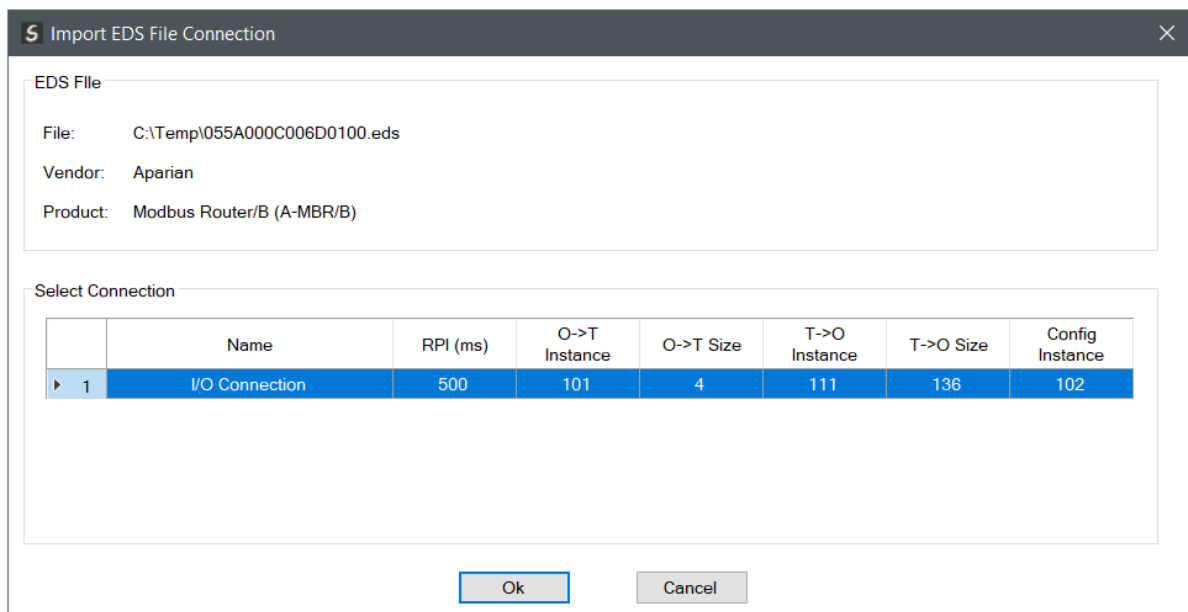 S Import EDS File Connection
EDS FIle
File: C:\Temp\055A000C006D0100.eds
Vendor: Aparian
Product: Modbus Router/B (A-MBR/B)
Select Connection
Name RPI (ms) O->T Instance O->T Size T->O Instance T->O Size Config Instance
1 I/O Connection 500 101 4 111 136 102
Ok Cancel